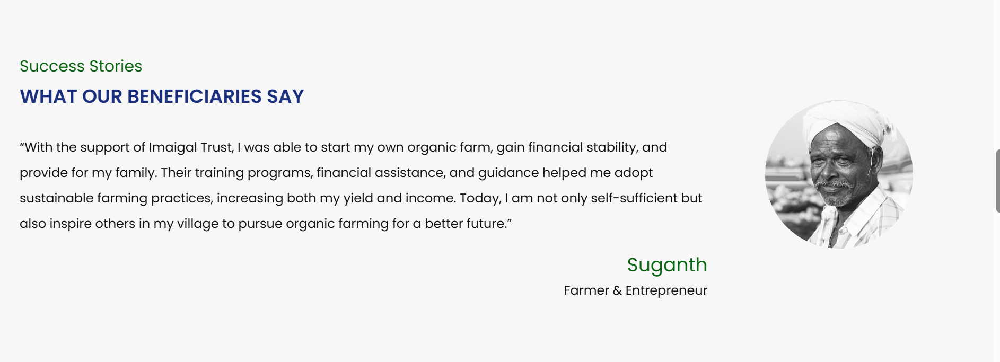 Success Stories
WHAT OUR BENEFICIARIES SAY
“With the support of Imaigal Trust, I was able to start my own organic farm, gain financial stability, and
provide for my family. Their training programs, financial assistance, and guidance helped me adopt
sustainable farming practices, increasing both my yield and income. Today, I am not only self-sufficient but
also inspire others in my village to pursue organic farming for a better future.”
Suganth
Farmer & Entrepreneur